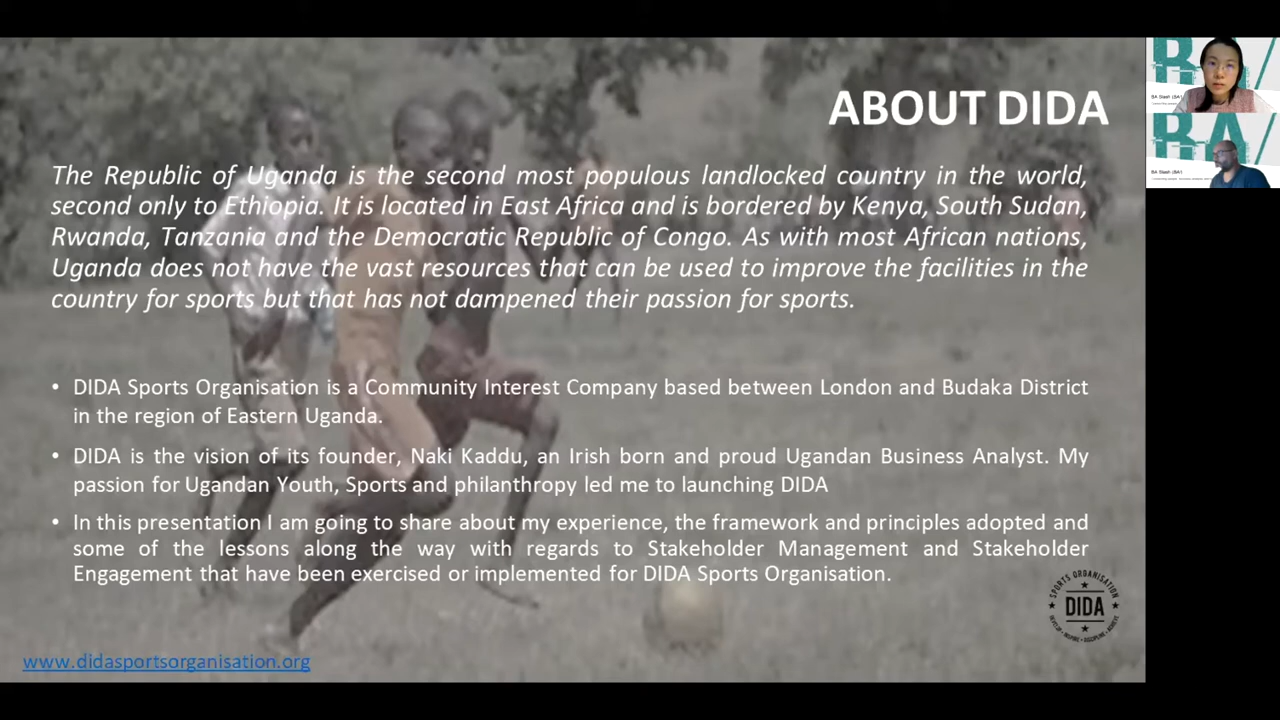 ABOUT DIDA
The Republic of Uganda is the second most populous landlocked country in the world,
second only to Ethiopia. It is located in East Africa and is bordered by Kenya, South Sudan,
Rwanda, Tanzania and the Democratic Republic of Congo. As with most African nations,
Uganda does not have the vast resources that can be used to improve the facilities in the
country for sports but that has not dampened their passion for sports.
• DIDA Sports Organisation is a Community Interest Company based between London and Budaka District
in the region of Eastern Uganda.
• DIDA is the vision of its founder, Naki Kaddu, an Irish born and proud Ugandan Business Analyst. My
passion for Ugandan Youth, Sports and philanthropy led me to launching DIDA
• In this presentation I am going to share about my experience, the framework and principles adopted and
some of the lessons along the way with regards to Stakeholder Management and Stakeholder
Engagement that have been exercised or implemented for DIDA Sports Organisation.
SPORTS ORGANISATION
DIDA
www.didasportsorganisation.org
BA/
BA Slash (BA/)
BA/
BA Slash (BA/)